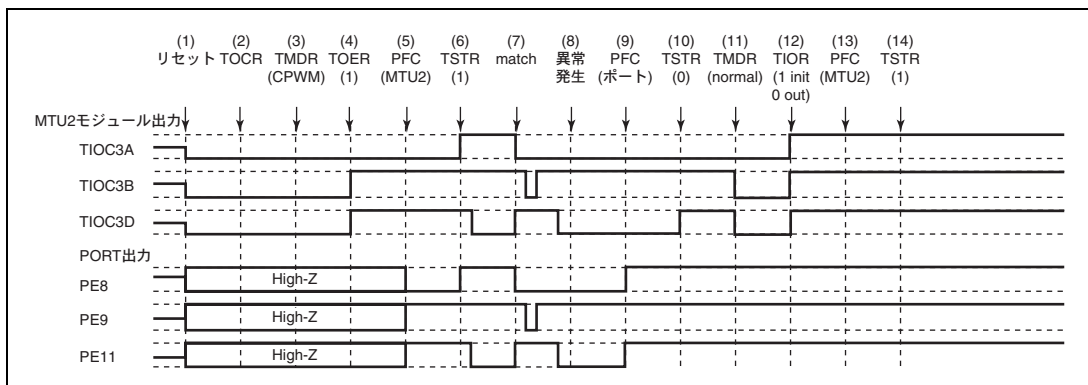 (1) (2) (3) (4) (5) (6) (7) (8) (9) (10) (11) (12) (13) (14)
リセット TOCR TMDR TOER PFC TSTR match 異常 PFC TSTR TMDR TIOR PFC TSTR
(CPWM) (1) (MTU2) (1) 発生 (ポート) (0) (normal) (1 init (MTU2) (1)
0 out)
MTU2モジュール出力
TIOC3A
TIOC3B
TIOC3D
PORT出力
PE8 High-Z
PE9 High-Z
PE11 High-Z